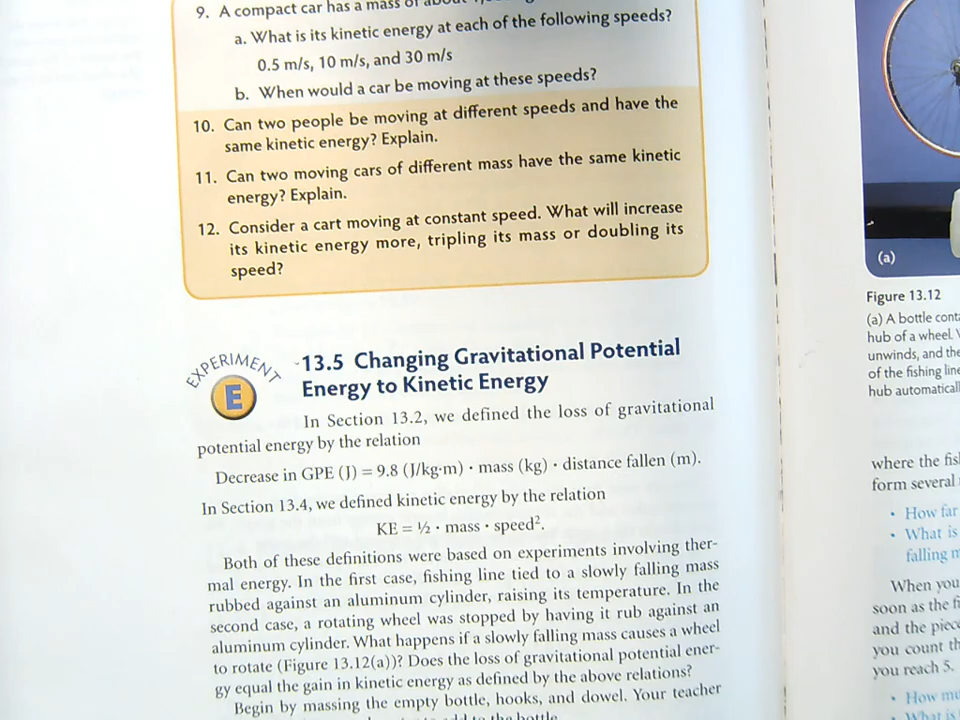 9. A compact car has a mass of about
a. What is its kinetic energy at each of the following speeds?
0.5 m/s, 10 m/s, and 30 m/s
b. When would a car be moving at these speeds?
10. Can two people be moving at different speeds and have the
same kinetic energy? Explain.
11. Can two moving cars of different mass have the same kinetic
energy? Explain.
12. Consider a cart moving at constant speed. What will increase
its kinetic energy more, tripling its mass or doubling its
speed?
EXPERIMENT
E
13.5 Changing Gravitational Potential
Energy to Kinetic Energy
In Section 13.2, we defined the loss of gravitational
potential energy by the relation
Decrease in GPE (J) = 9.8 (J/kg·m) · mass (kg) · distance fallen (m).
In Section 13.4, we defined kinetic energy by the relation
KE = ½ · mass · speed².
Both of these definitions were based on experiments involving ther-
mal energy. In the first case, fishing line tied to a slowly falling mass
rubbed against an aluminum cylinder, raising its temperature. In the
second case, a rotating wheel was stopped by having it rub against an
aluminum cylinder. What happens if a slowly falling mass causes a wheel
to rotate (Figure 13.12(a))? Does the loss of gravitational potential ener-
gy equal the gain in kinetic energy as defined by the above relations?
Begin by massing the empty bottle, hooks, and dowel. Your teacher
to add to the bottle
(a)
Figure 13.12
(a) A bottle
hub of a wheel.
unwinds, and the
of the fishing line
hub
where the
form several
• How far
• What is
falling
When you
soon as the
and the
you count
you reach 5.
• How
• What is